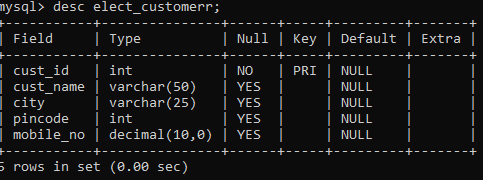 mysql> desc elect_customerr;
+-----------+---------------+------+-----+---------+-------+
| Field     | Type          | Null | Key | Default | Extra |
+-----------+---------------+------+-----+---------+-------+
| cust_id   | int           | NO   | PRI | NULL    |       |
| cust_name | varchar(50)   | YES  |     | NULL    |       |
| city      | varchar(25)   | YES  |     | NULL    |       |
| pincode   | int           | YES  |     | NULL    |       |
| mobile_no | decimal(10,0) | YES  |     | NULL    |       |
+-----------+---------------+------+-----+---------+-------+
5 rows in set (0.00 sec)